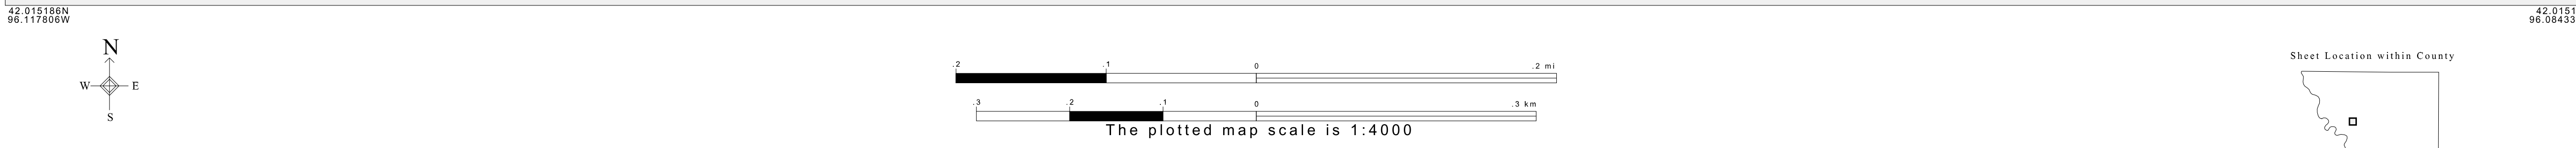 42.015186N
96.117806W
42.0151
96.08433
N
W E
S
.2 .1 0 .2 mi
.3 .2 .1 0 .3 km
The plotted map scale is 1:4000
Sheet Location within County